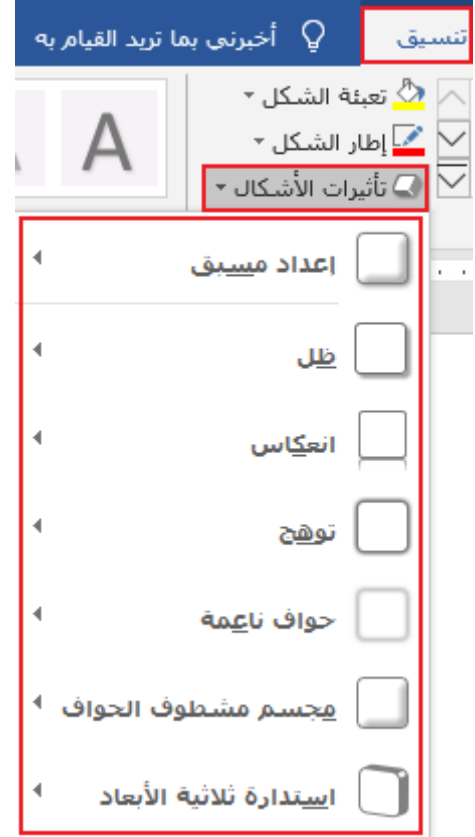 تنسيق
أخبرني بما تريد القيام به
تعبئة الشكل
إطار الشكل
تأثيرات الأشكال
A
إعداد مسبق
ظل
انعكاس
توهج
حواف ناعمة
مجسم مشطوف الحواف
استدارة ثلاثية الأبعاد